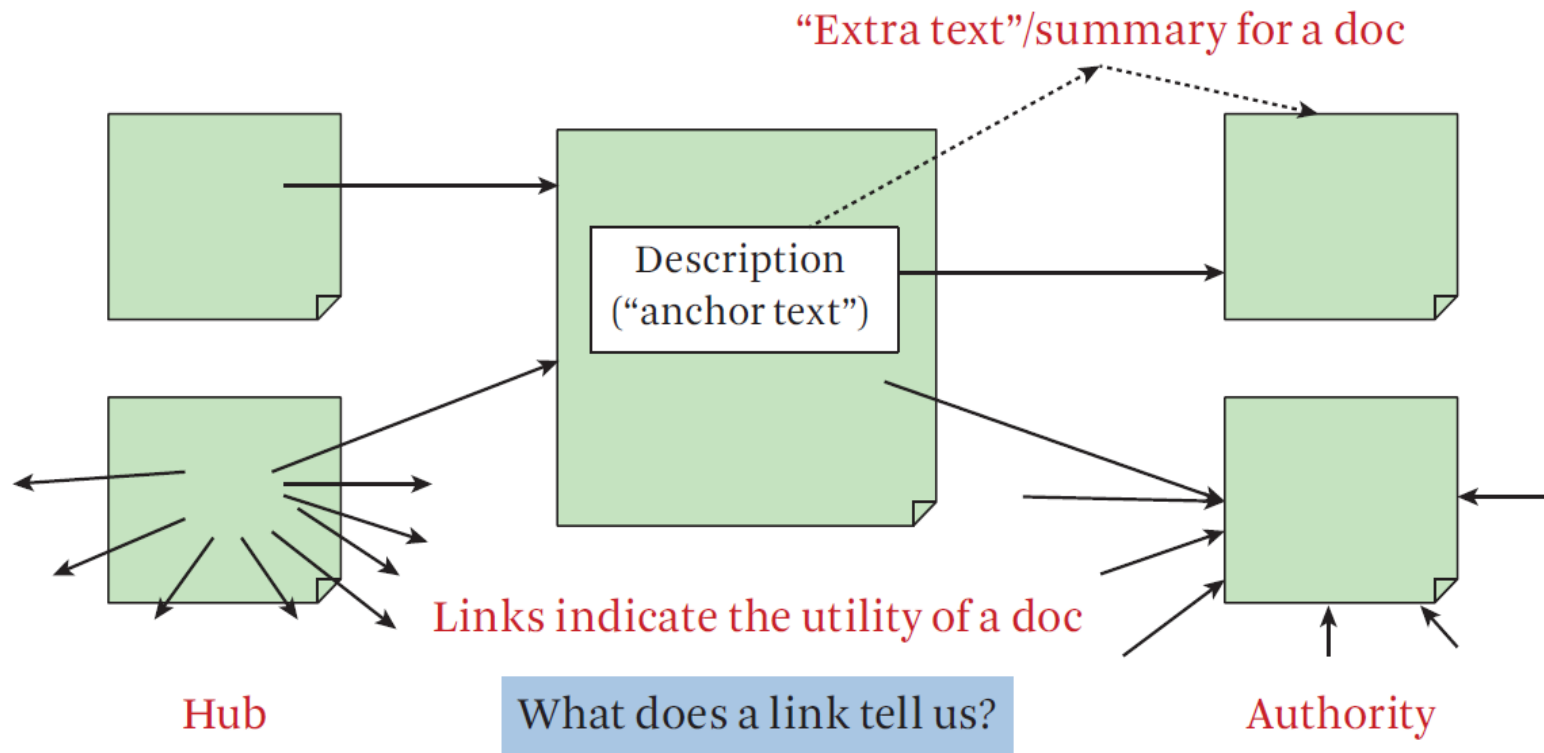 “Extra text”/summary for a doc
Description
(“anchor text”)
Links indicate the utility of a doc
Hub
What does a link tell us?
Authority